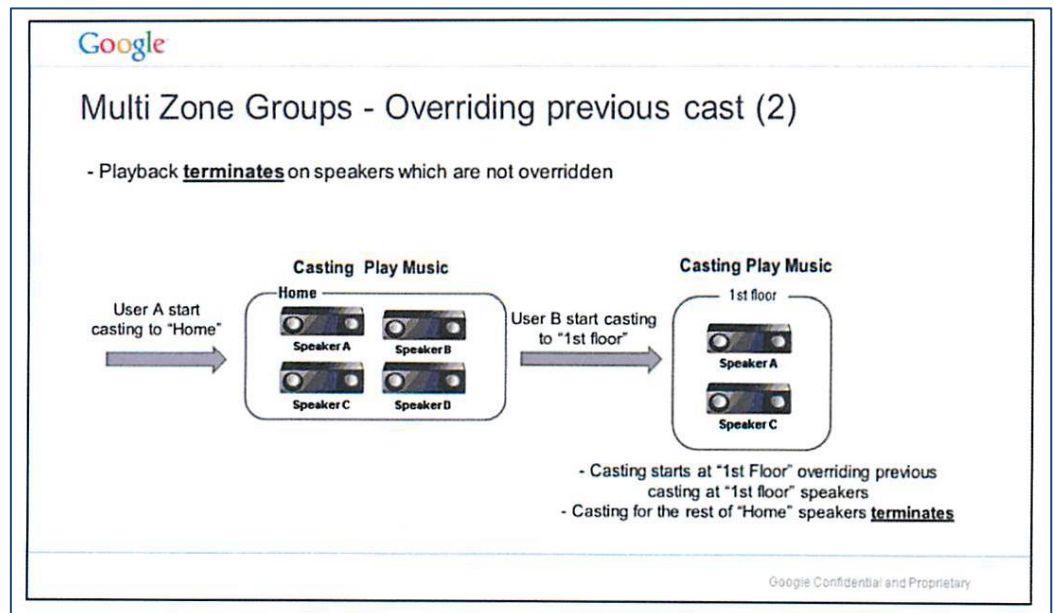 Google
Multi Zone Groups - Overriding previous cast (2)
- Playback terminates on speakers which are not overridden
Casting Play Music
Home
User A start
casting to "Home"
Speaker A
Speaker B
Speaker C
Speaker D
User B start casting
to "1st floor"
Casting Play Music
1st floor
Speaker A
Speaker C
- Casting starts at "1st Floor" overriding previous
casting at "1st floor" speakers
- Casting for the rest of "Home" speakers terminates
Google Confidential and Proprietary